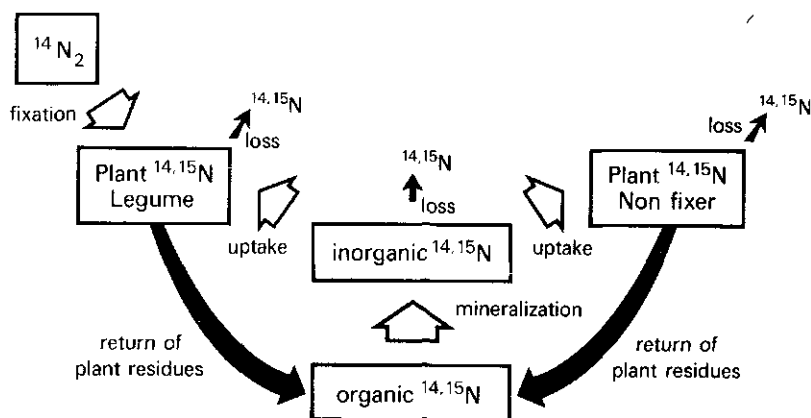 ¹⁴N₂
fixation
¹⁴,¹⁵N
loss
Plant ¹⁴,¹⁵N
Legume
uptake
¹⁴,¹⁵N
loss
inorganic ¹⁴,¹⁵N
¹⁴,¹⁵N
loss
Plant ¹⁴,¹⁵N
Non fixer
uptake
mineralization
return of
plant residues
return of
plant residues
organic ¹⁴,¹⁵N